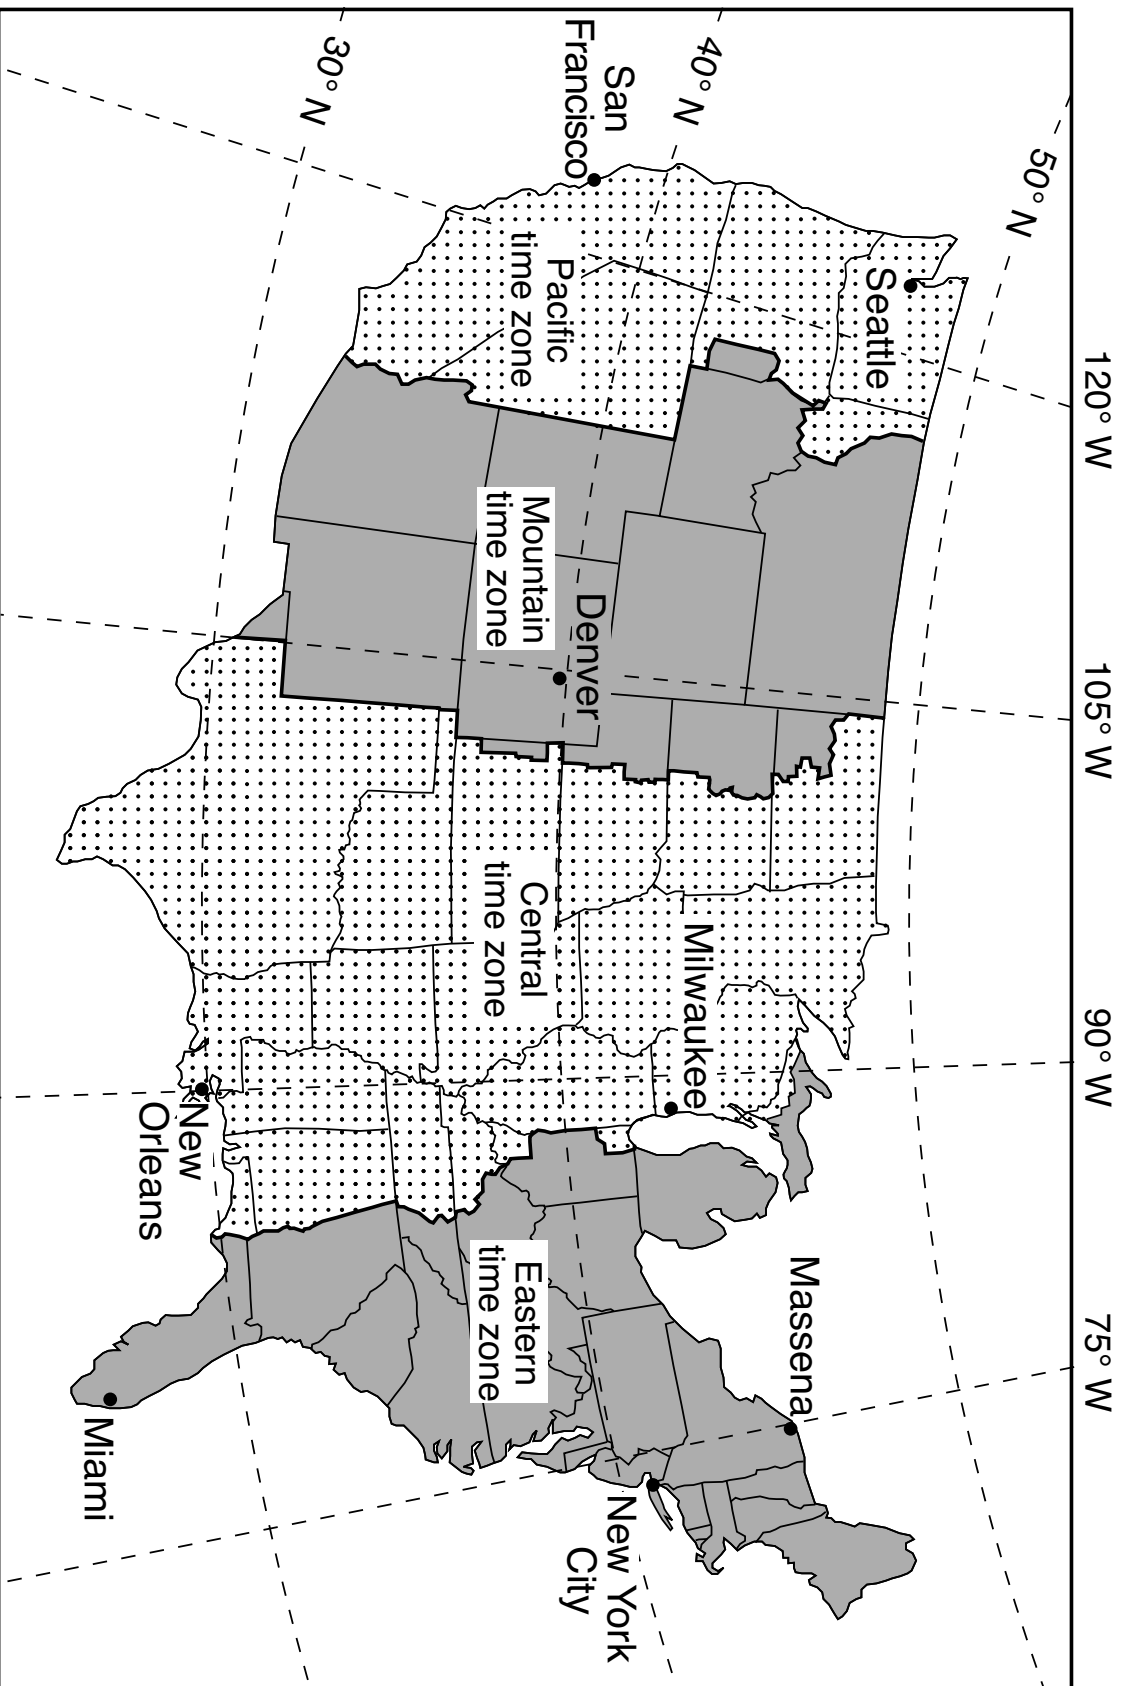 120° W
105° W
90° W
75° W
50° N
40° N
30° N
Seattle
San
Francisco
Pacific
time zone
Mountain
time zone
Denver
Central
time zone
Milwaukee
New
Orleans
Eastern
time zone
Massena
New York
City
Miami